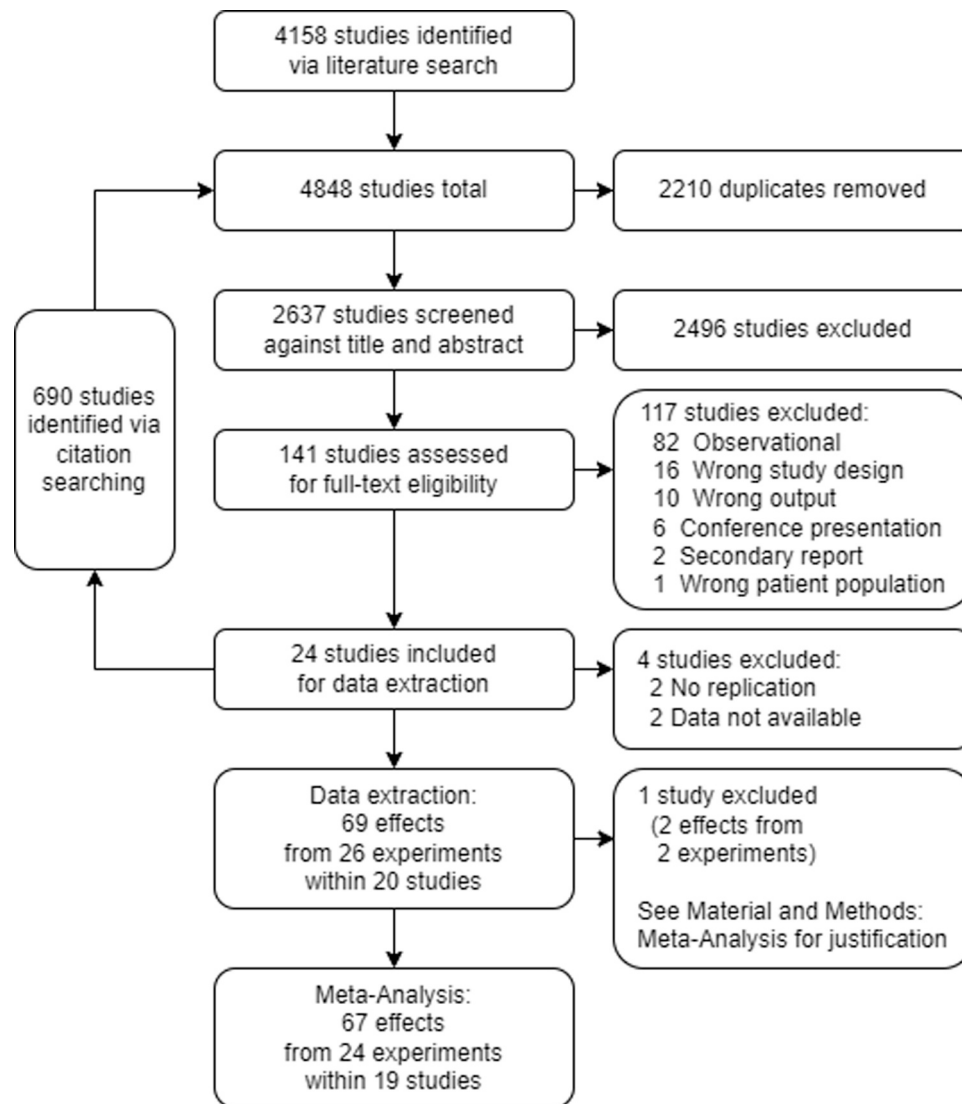 4158 studies identified
via literature search
4848 studies total
2210 duplicates removed
2637 studies screened
against title and abstract
2496 studies excluded
690 studies
identified via
citation
searching
141 studies assessed
for full-text eligibility
117 studies excluded:
82 Observational
16 Wrong study design
10 Wrong output
6 Conference presentation
2 Secondary report
1 Wrong patient population
24 studies included
for data extraction
4 studies excluded:
2 No replication
2 Data not available
Data extraction:
69 effects
from 26 experiments
within 20 studies
1 study excluded
(2 effects from
2 experiments)
See Material and Methods:
Meta-Analysis for justification
Meta-Analysis:
67 effects
from 24 experiments
within 19 studies